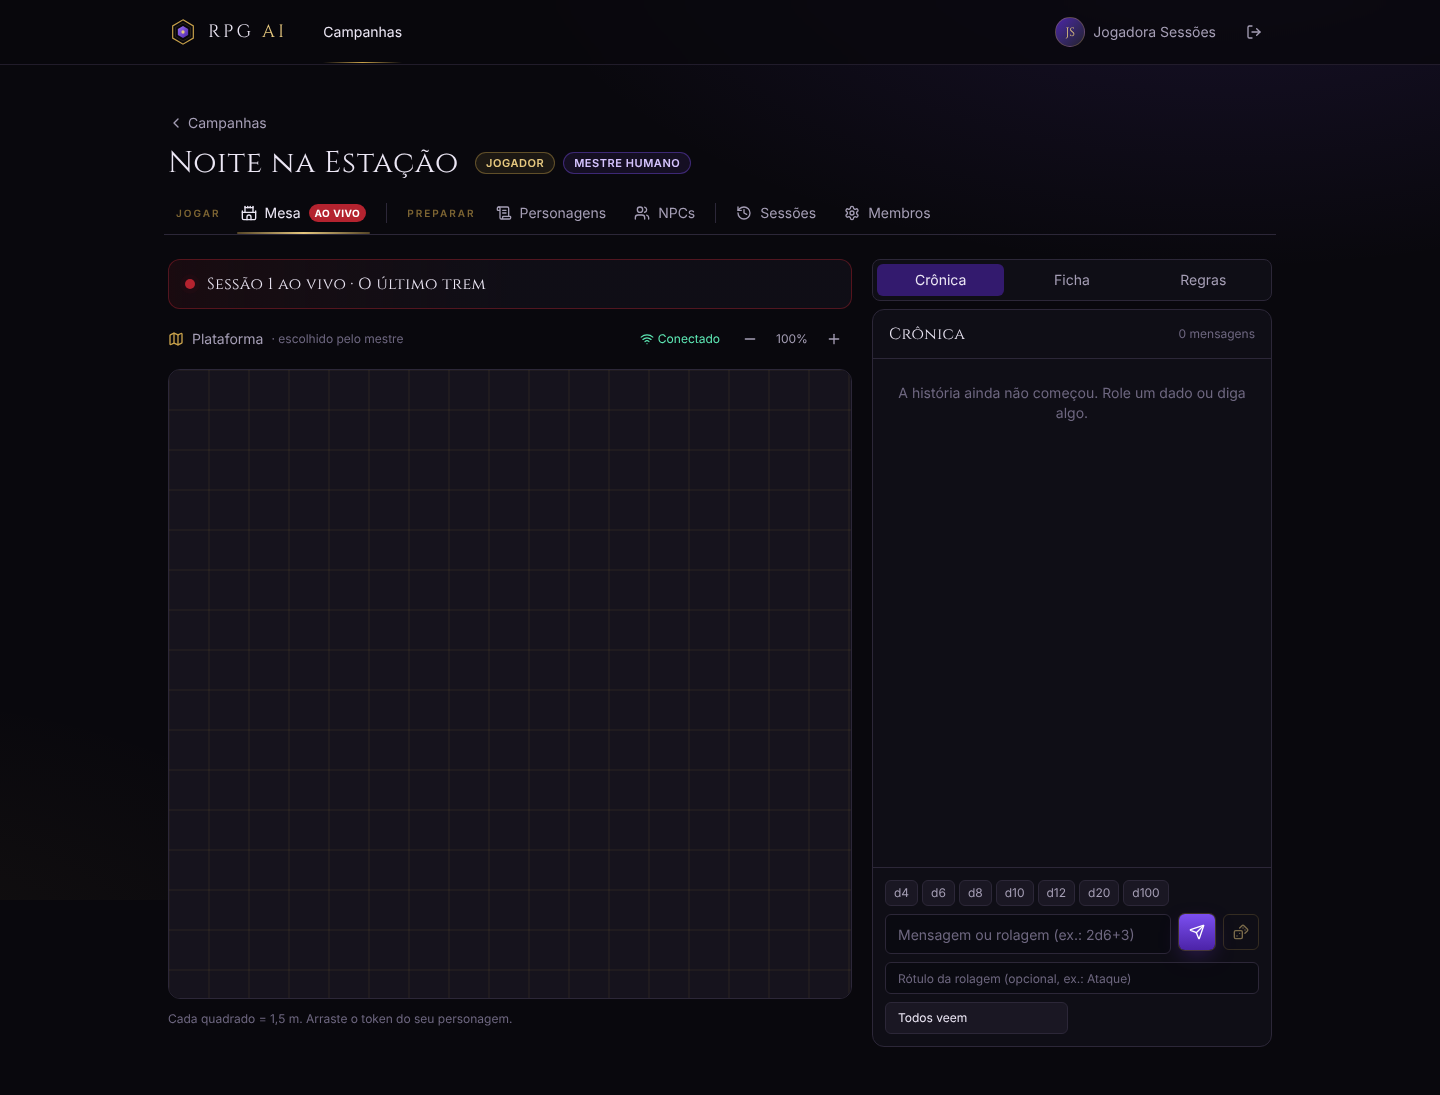 RPG AI
Campanhas
JS
Jogadora Sessões
Campanhas
Noite na Estação
JOGADOR
MESTRE HUMANO
JOGAR
Mesa
AO VIVO
PREPARAR
Personagens
NPCs
Sessões
Membros
Sessão 1 ao vivo · O último trem
Plataforma
· escolhido pelo mestre
Conectado
100%
Crônica
Ficha
Regras
Crônica
0 mensagens
A história ainda não começou. Role um dado ou diga
algo.
d4
d6
d8
d10
d12
d20
d100
Mensagem ou rolagem (ex.: 2d6+3)
Rótulo da rolagem (opcional, ex.: Ataque)
Todos veem
Cada quadrado = 1,5 m. Arraste o token do seu personagem.